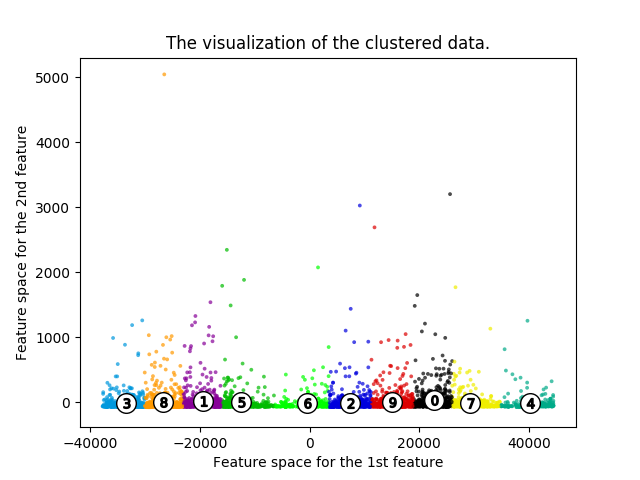 The visualization of the clustered data.
Feature space for the 2nd feature
5000
4000
3000
2000
1000
0
3 8 1 5 6 2 9 0 7 4
−40000 −20000 0 20000 40000
Feature space for the 1st feature